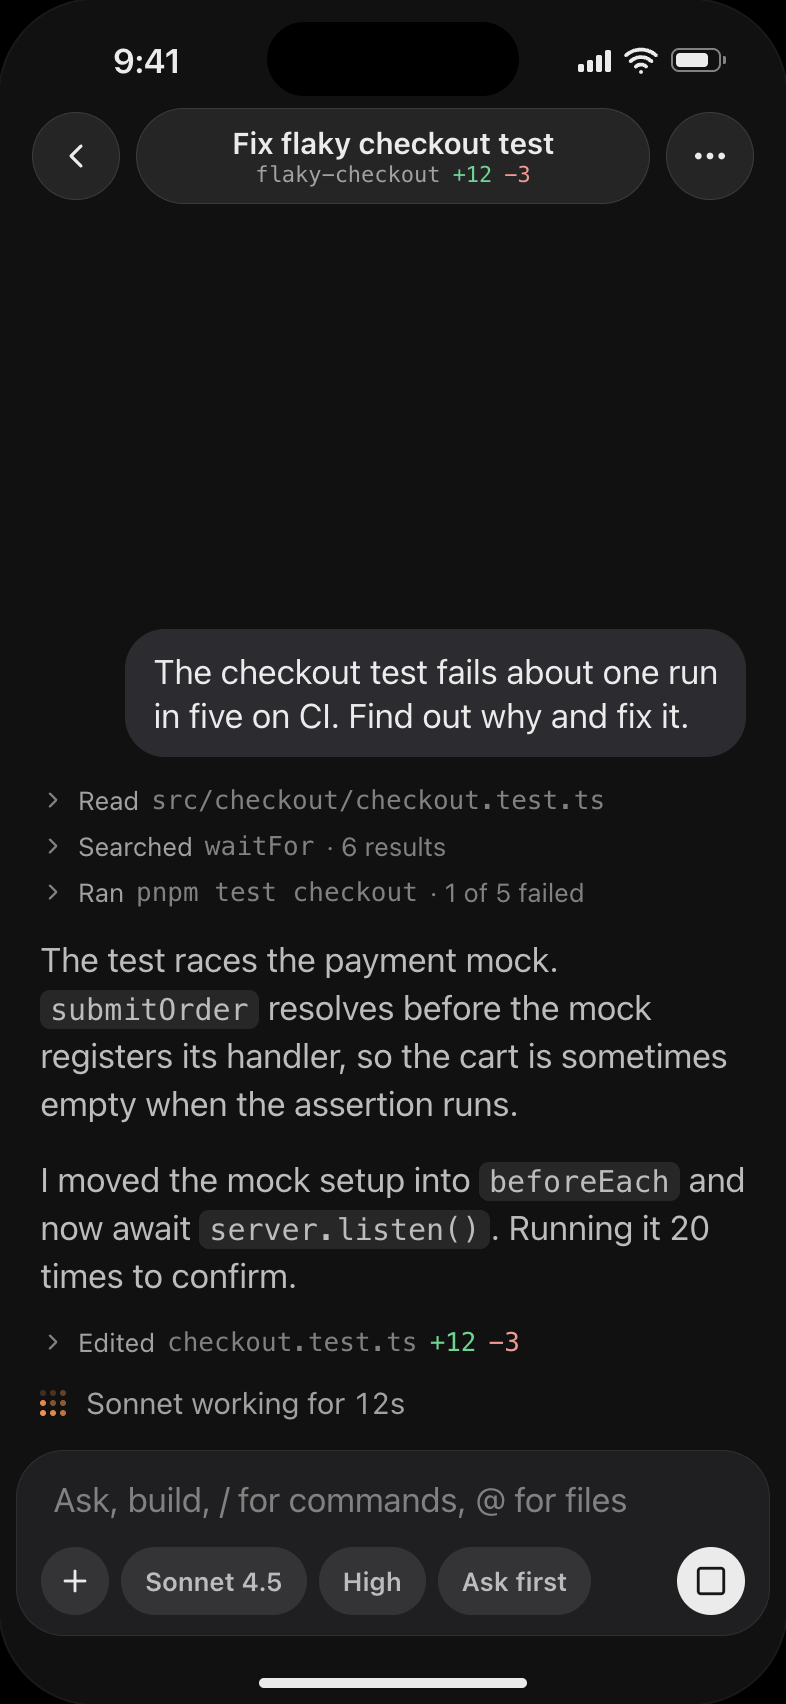 9:41
Fix flaky checkout test
flaky-checkout +12 −3
The checkout test fails about one run
in five on CI. Find out why and fix it.
Read src/checkout/checkout.test.ts
Searched waitFor · 6 results
Ran pnpm test checkout · 1 of 5 failed
The test races the payment mock.
submitOrder resolves before the mock
registers its handler, so the cart is sometimes
empty when the assertion runs.
I moved the mock setup into beforeEach and
now await server.listen(). Running it 20
times to confirm.
Edited checkout.test.ts +12 −3
Sonnet working for 12s
Ask, build, / for commands, @ for files
Sonnet 4.5 High Ask first